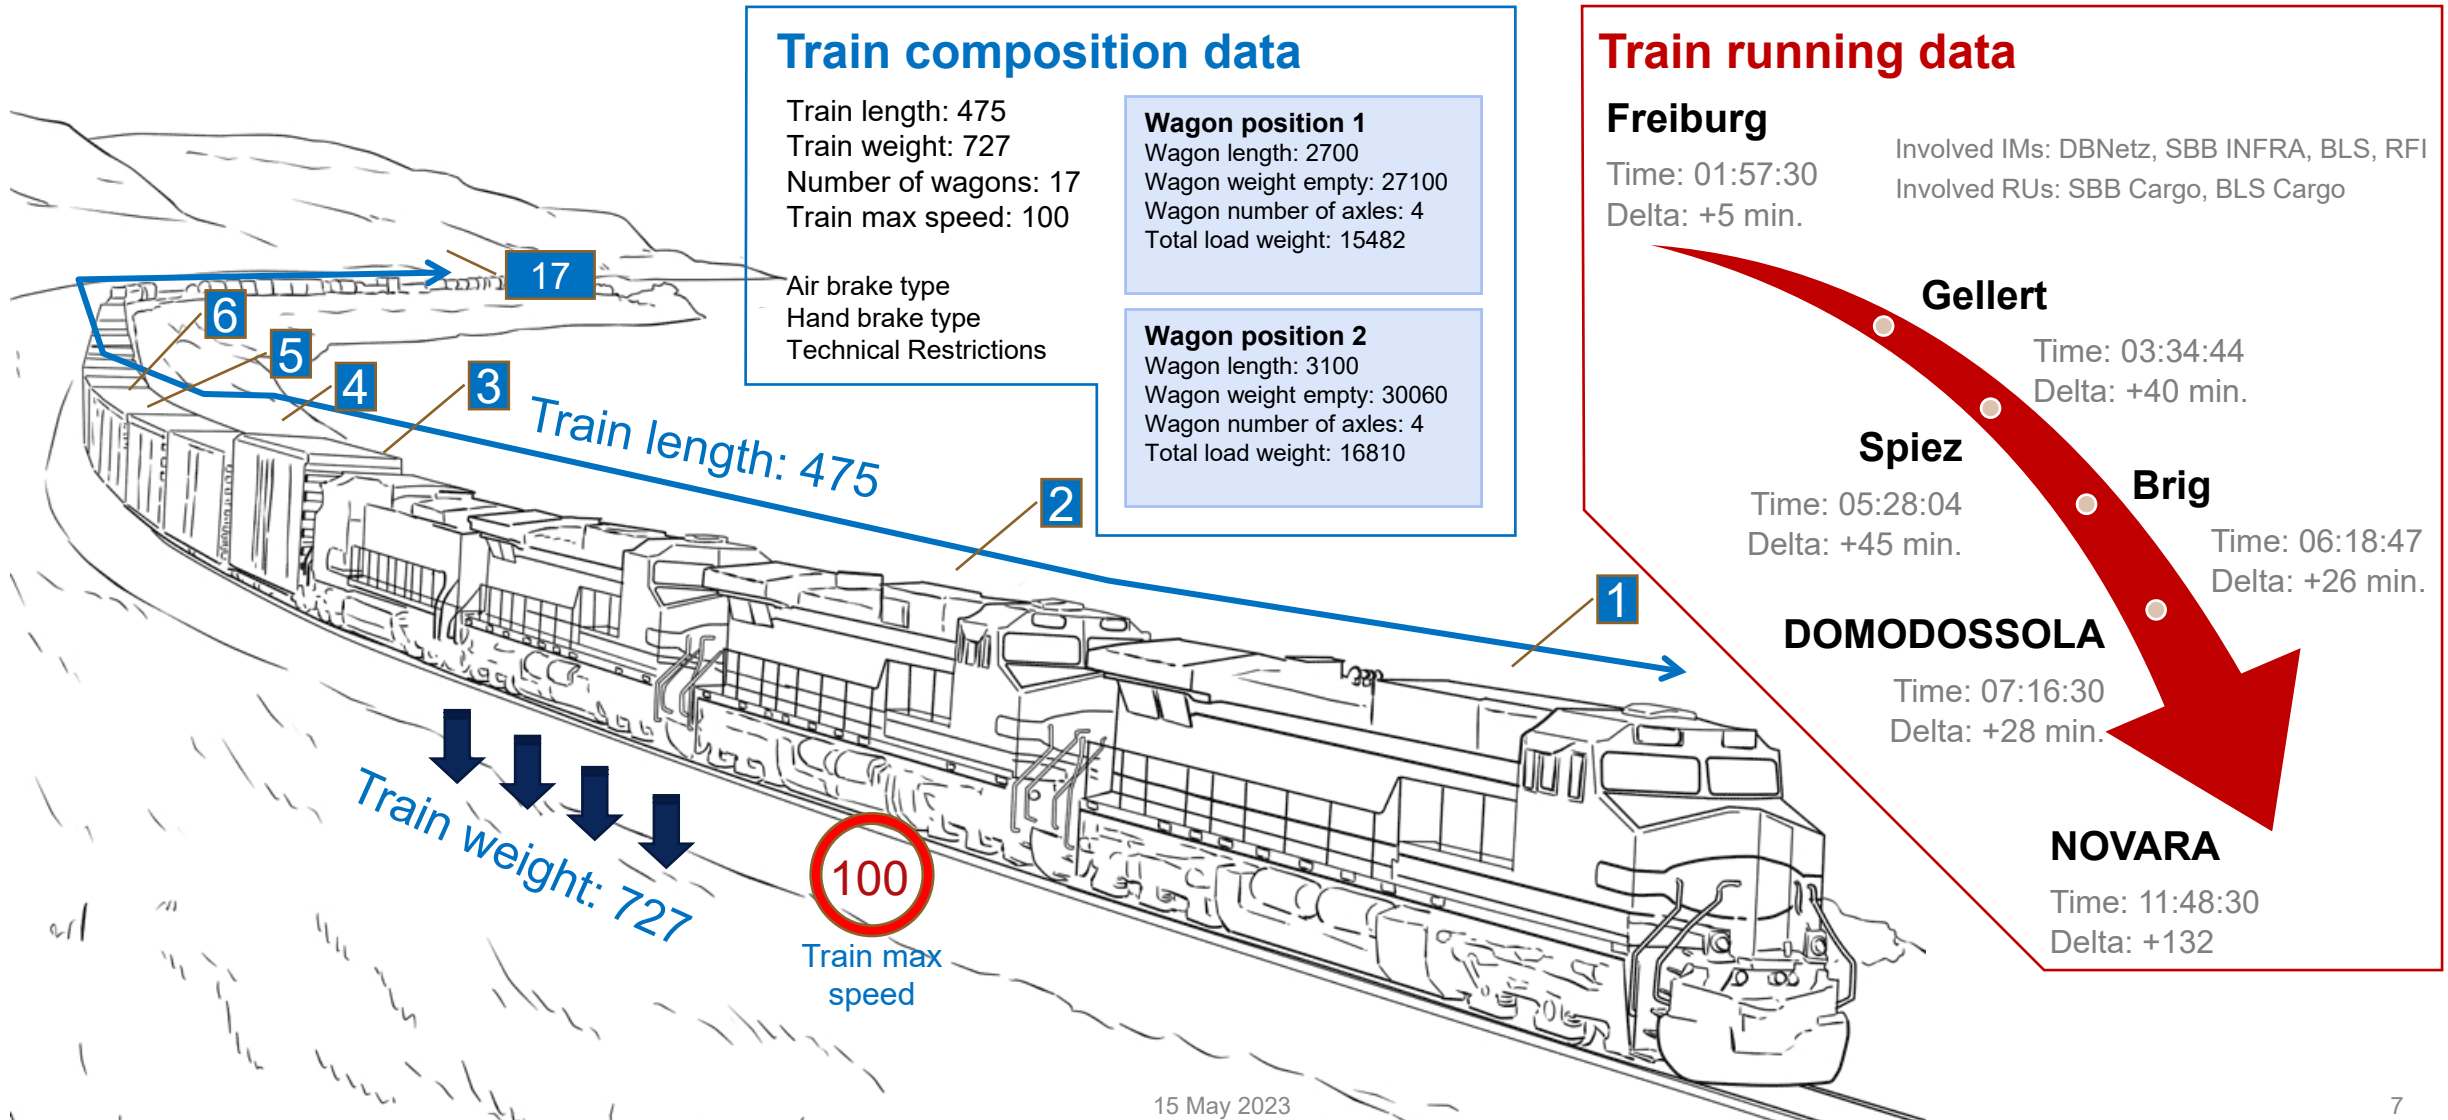 Train composition data
Train length: 475
Train weight: 727
Number of wagons: 17
Train max speed: 100
Air brake type
Hand brake type
Technical Restrictions
Wagon position 1
Wagon length: 2700
Wagon weight empty: 27100
Wagon number of axles: 4
Total load weight: 15482
Wagon position 2
Wagon length: 3100
Wagon weight empty: 30060
Wagon number of axles: 4
Total load weight: 16810
Train running data
Freiburg
Time: 01:57:30
Delta: +5 min.
Involved IMs: DBNetz, SBB INFRA, BLS, RFI
Involved RUs: SBB Cargo, BLS Cargo
Gellert
Time: 03:34:44
Delta: +40 min.
Spiez
Time: 05:28:04
Delta: +45 min.
Brig
Time: 06:18:47
Delta: +26 min.
DOMODOSSOLA
Time: 07:16:30
Delta: +28 min.
NOVARA
Time: 11:48:30
Delta: +132
17
6
5
4
3
2
1
Train length: 475
Train weight: 727
100
Train max
speed
15 May 2023
7